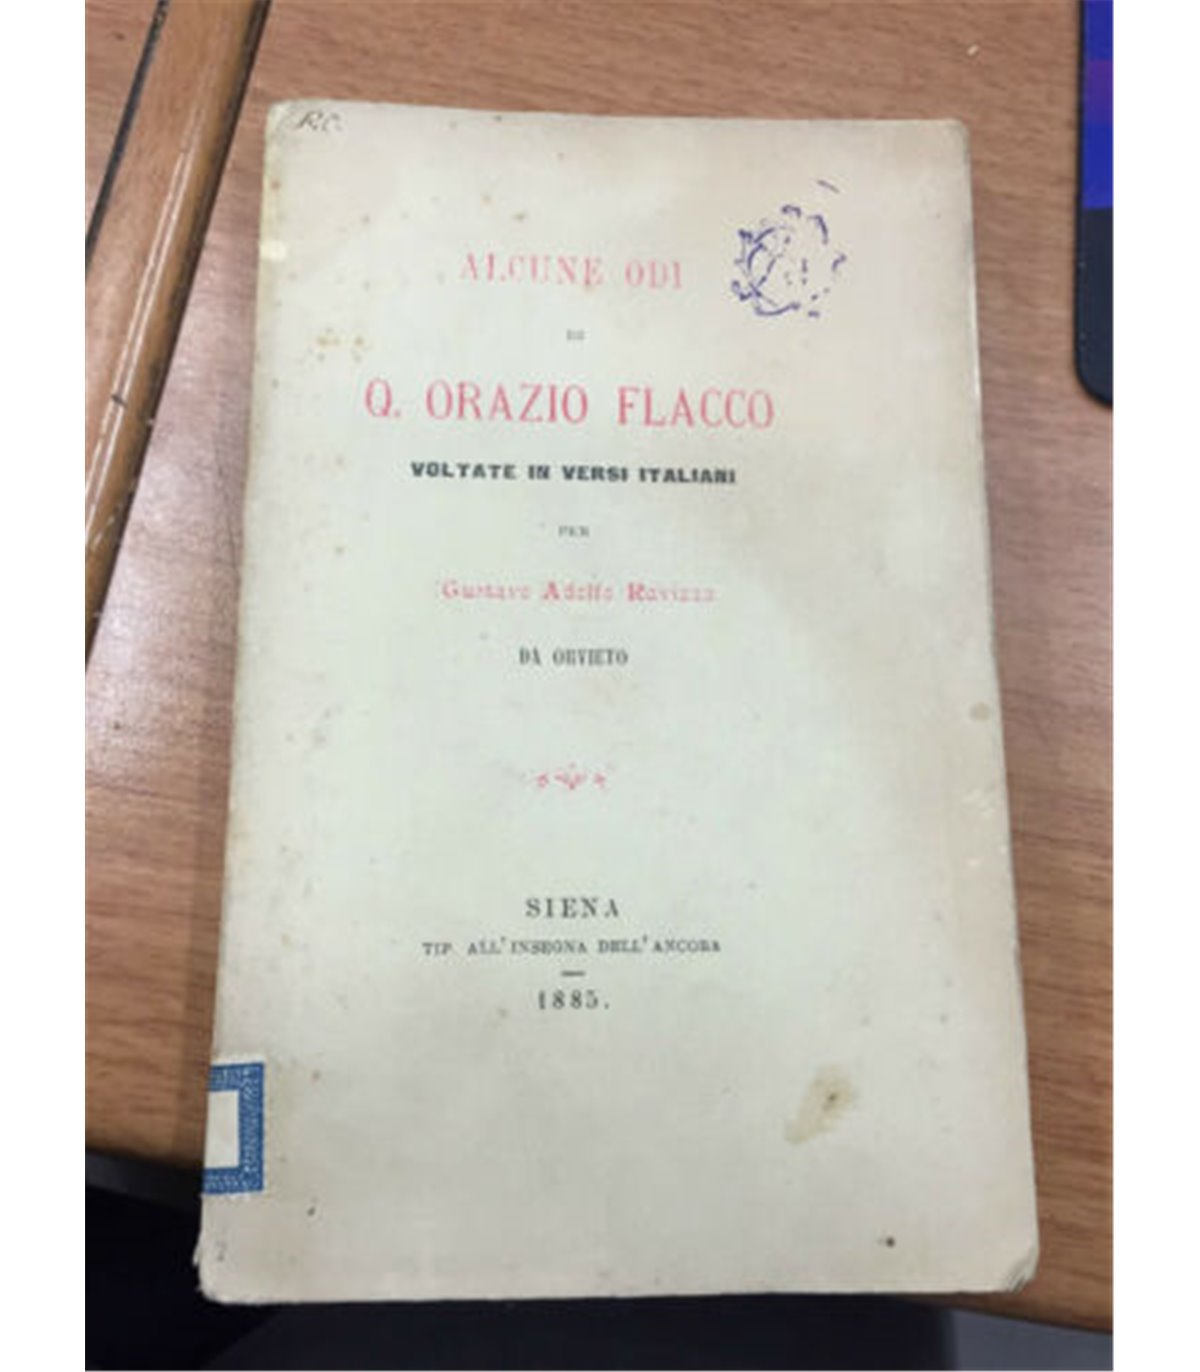 R.C.
ALCUNE ODI
DI
Q. ORAZIO FLACCO
VOLTATE IN VERSI ITALIANI
PER
Gustavo Adolfo Ravizza
DA ORVIETO
SIENA
TIP. ALL'INSEGNA DELL'ANCORA
1885.